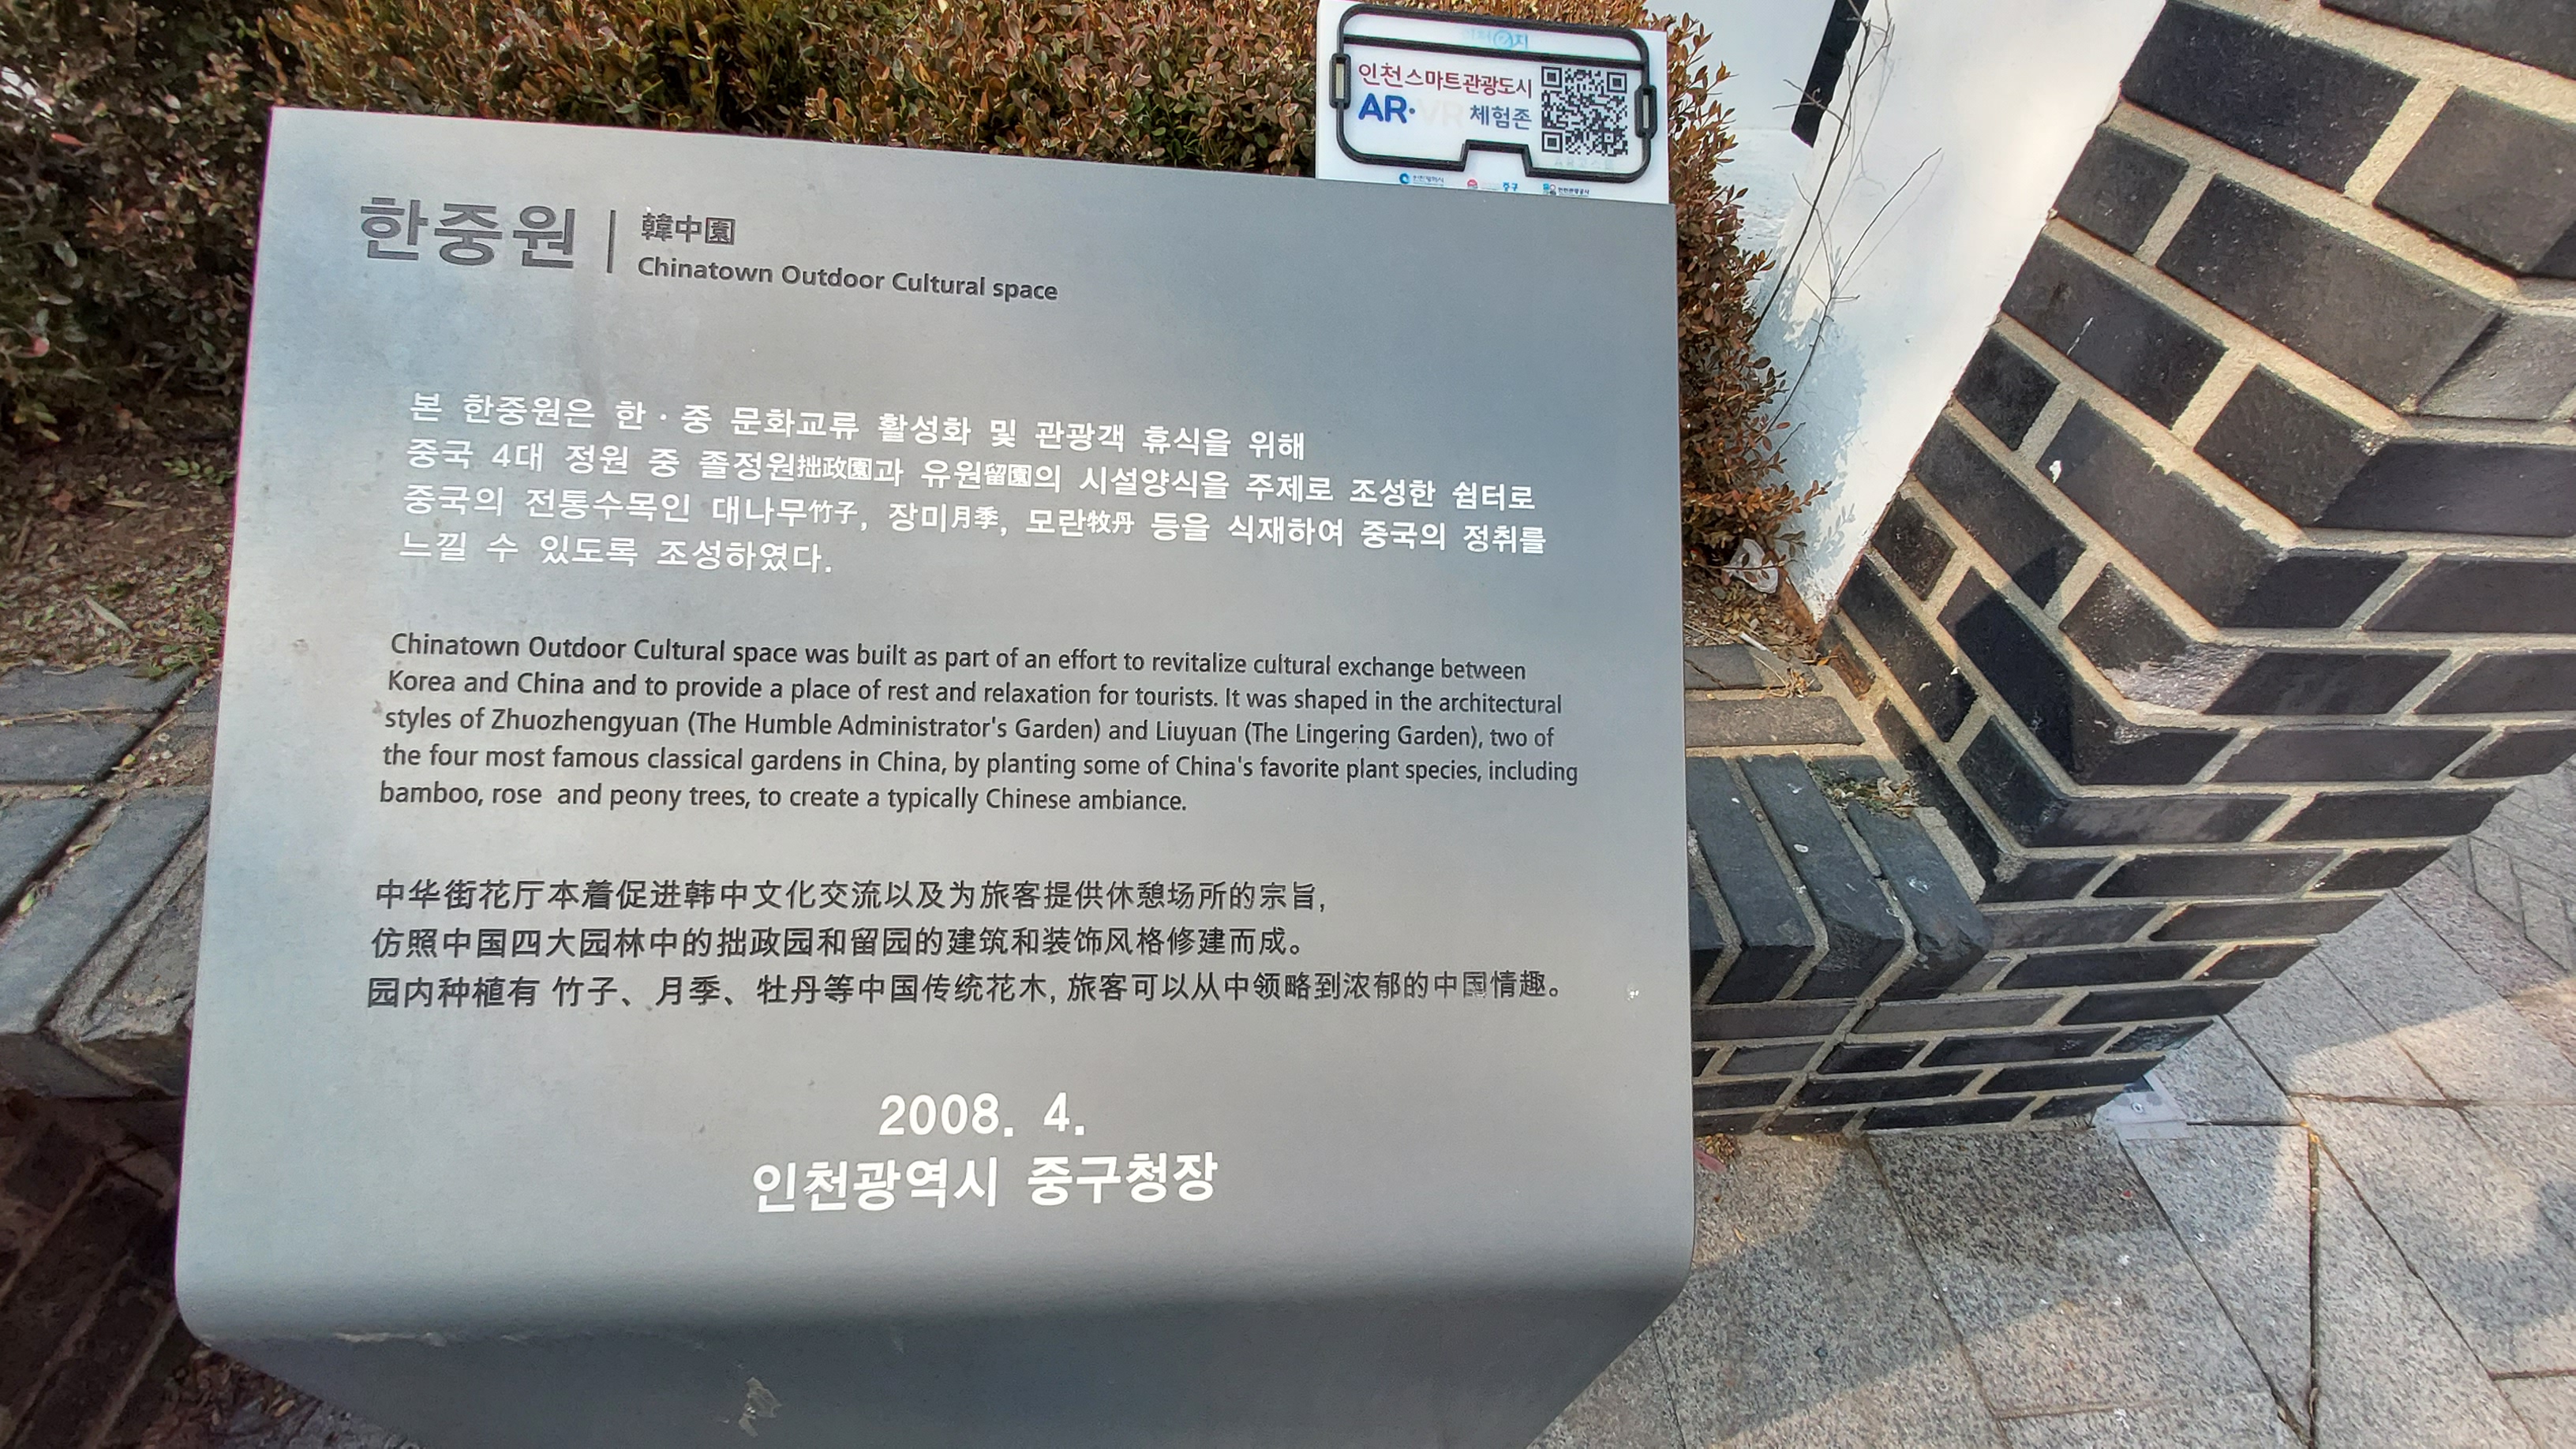 인천스마트관광도시
AR·VR 체험존
한중원
韓中園
Chinatown Outdoor Cultural space
본 한중원은 한·중 문화교류 활성화 및 관광객 휴식을 위해
중국 4대 정원 중 졸정원拙政園과 유원留園의 시설양식을 주제로 조성한 쉼터로
중국의 전통수목인 대나무竹子, 장미月季, 모란牧丹 등을 식재하여 중국의 정취를
느낄 수 있도록 조성하였다.
Chinatown Outdoor Cultural space was built as part of an effort to revitalize cultural exchange between
Korea and China and to provide a place of rest and relaxation for tourists. It was shaped in the architectural
styles of Zhuozhengyuan (The Humble Administrator's Garden) and Liuyuan (The Lingering Garden), two of
the four most famous classical gardens in China, by planting some of China's favorite plant species, including
bamboo, rose and peony trees, to create a typically Chinese ambiance.
中华街花厅本着促进韩中文化交流以及为旅客提供休憩场所的宗旨,
仿照中国四大园林中的拙政园和留园的建筑和装饰风格修建而成。
园内种植有 竹子、月季、牡丹等中国传统花木, 旅客可以从中领略到浓郁的中国情趣。
2008. 4.
인천광역시 중구청장